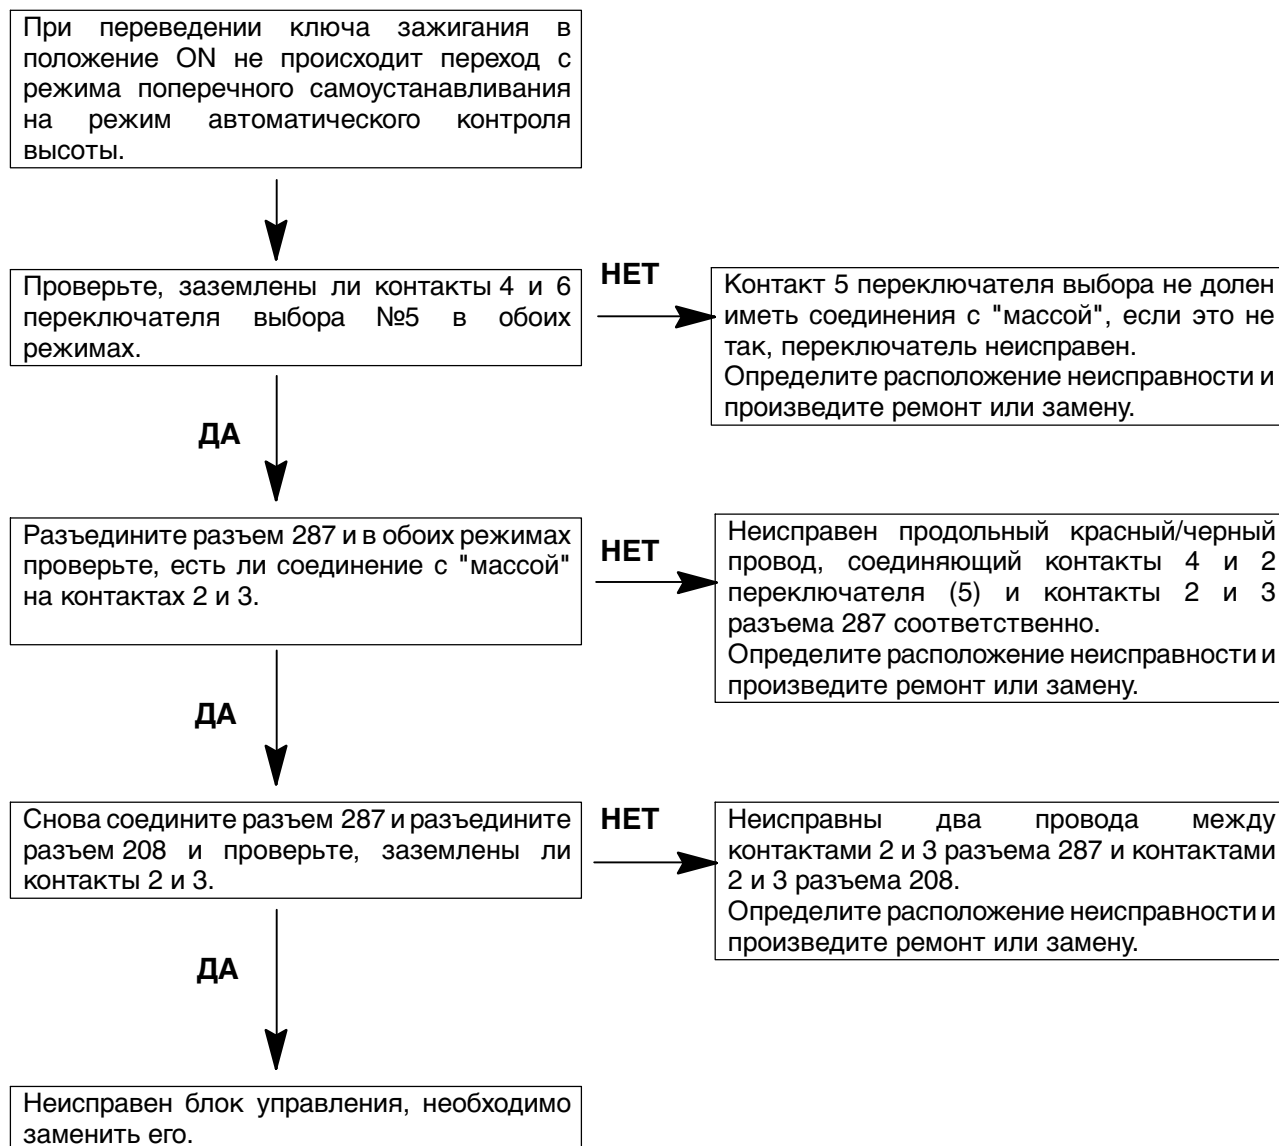 При переведении ключа зажигания в
положение ON не происходит переход с
режима поперечного самоустанавливания
на режим автоматического контроля
высоты.
Проверьте, заземлены ли контакты 4 и 6
переключателя выбора №5 в обоих
режимах.
НЕТ
Контакт 5 переключателя выбора не долен
иметь соединения с "массой", если это не
так, переключатель неисправен.
Определите расположение неисправности и
произведите ремонт или замену.
ДА
Разъедините разъем 287 и в обоих режимах
проверьте, есть ли соединение с "массой"
на контактах 2 и 3.
НЕТ
Неисправен продольный красный/черный
провод, соединяющий контакты 4 и 2
переключателя (5) и контакты 2 и 3
разъема 287 соответственно.
Определите расположение неисправности и
произведите ремонт или замену.
ДА
Снова соедините разъем 287 и разъедините
разъем 208 и проверьте, заземлены ли
контакты 2 и 3.
НЕТ
Неисправны два провода между
контактами 2 и 3 разъема 287 и контактами
2 и 3 разъема 208.
Определите расположение неисправности и
произведите ремонт или замену.
ДА
Неисправен блок управления, необходимо
заменить его.